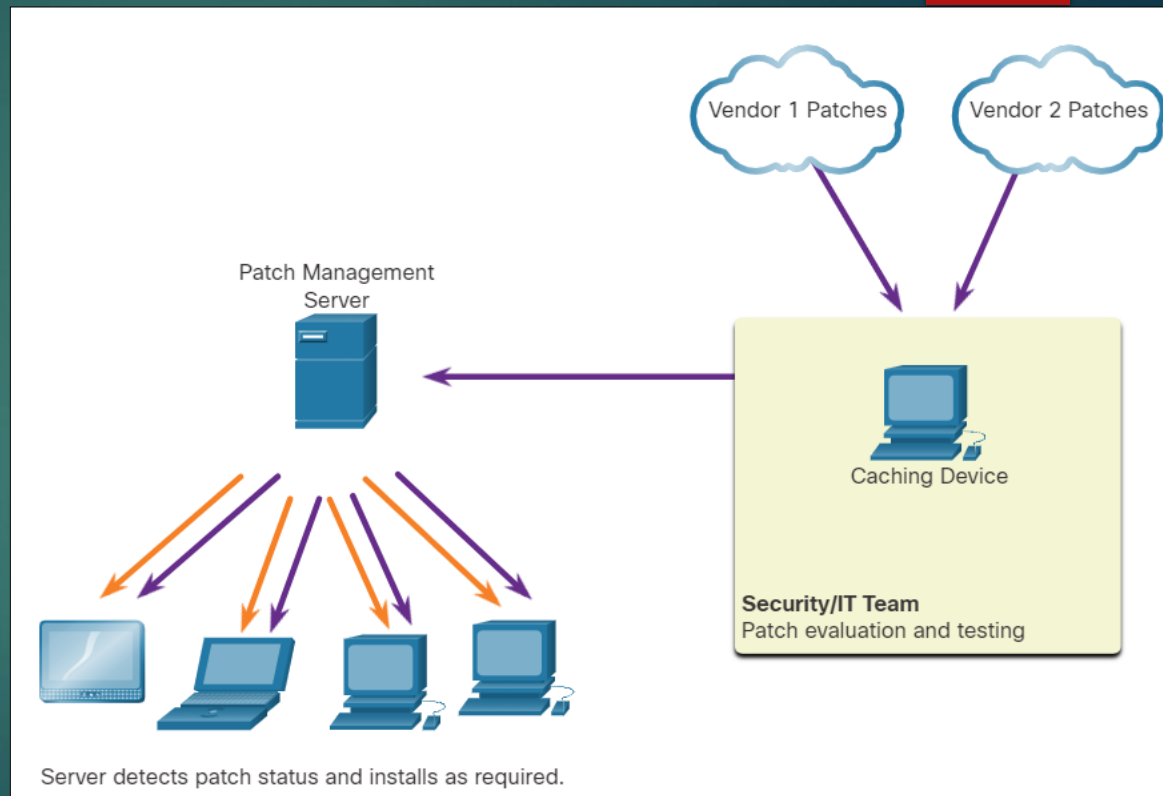 Vendor 1 Patches
Vendor 2 Patches
Patch Management
Server
Caching Device
Security/IT Team
Patch evaluation and testing
Server detects patch status and installs as required.